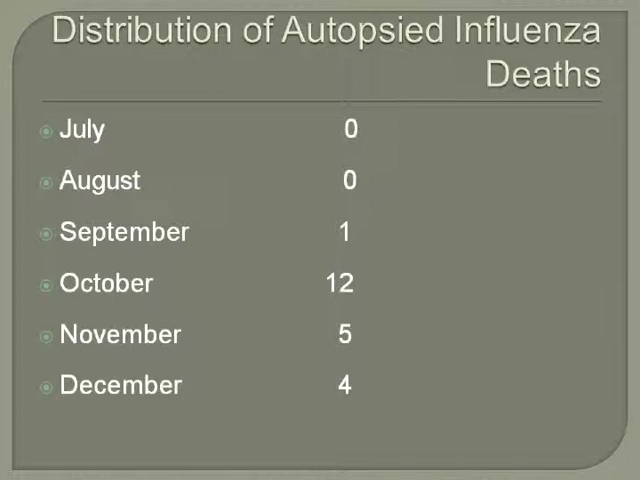 Distribution of Autopsied Influenza
Deaths
July 0
August 0
September 1
October 12
November 5
December 4